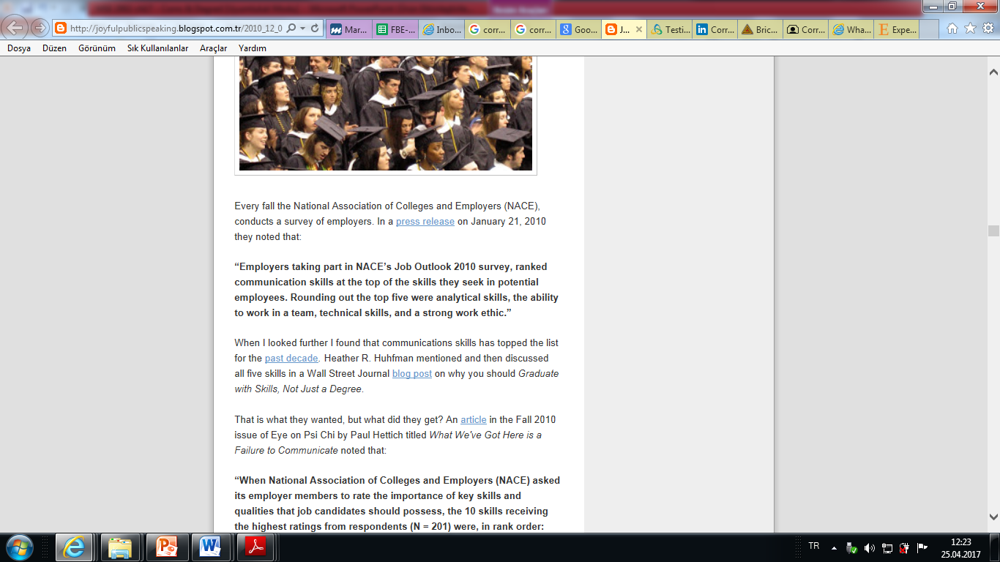 http://joyfulpublicspeaking.blogspot.com.tr/2010_12_0
Mar...
FBE-...
Inbo...
corr...
corr...
Goo...
J...
Testi...
Corr...
Bric...
Corr...
Wha...
Expe...
Dosya Düzen Görünüm Sık Kullanılanlar Araçlar Yardım
Every fall the National Association of Colleges and Employers (NACE),
conducts a survey of employers. In a press release on January 21, 2010
they noted that:
“Employers taking part in NACE’s Job Outlook 2010 survey, ranked
communication skills at the top of the skills they seek in potential
employees. Rounding out the top five were analytical skills, the ability
to work in a team, technical skills, and a strong work ethic.”
When I looked further I found that communications skills has topped the list
for the past decade. Heather R. Huhfman mentioned and then discussed
all five skills in a Wall Street Journal blog post on why you should Graduate
with Skills, Not Just a Degree.
That is what they wanted, but what did they get? An article in the Fall 2010
issue of Eye on Psi Chi by Paul Hettich titled What We've Got Here is a
Failure to Communicate noted that:
“When National Association of Colleges and Employers (NACE) asked
its employer members to rate the importance of key skills and
qualities that job candidates should possess, the 10 skills receiving
the highest ratings from respondents (N = 201) were, in rank order:
TR
12:23
25.04.2017